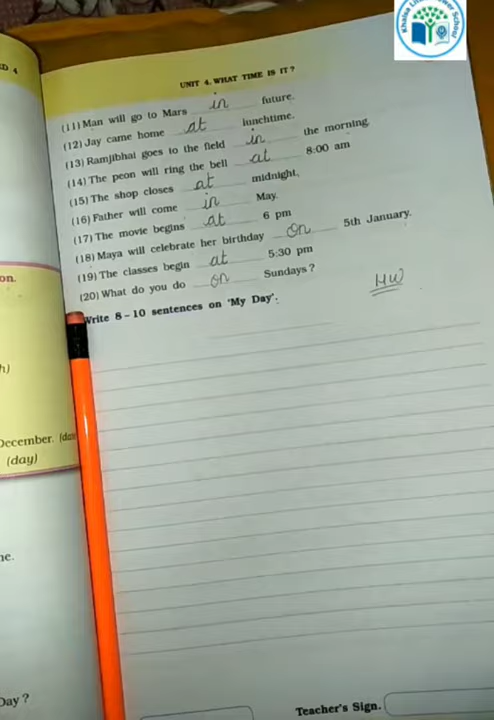 UNIT 4. WHAT TIME IS IT?
(11) Man will go to Mars in future.
(12) Jay came home at lunchtime.
(13) Ramjibhai goes to the field in the morning.
(14) The peon will ring the bell at 8:00 am
(15) The shop closes at midnight.
(16) Father will come in May.
(17) The movie begins at 6 pm
(18) Maya will celebrate her birthday on 5th January.
(19) The classes begin at 5:30 pm
(20) What do you do on Sundays?
HW
Write 8-10 sentences on 'My Day'.
on.
h)
December. (day
(day)
ne.
Day ?
Teacher's Sign.